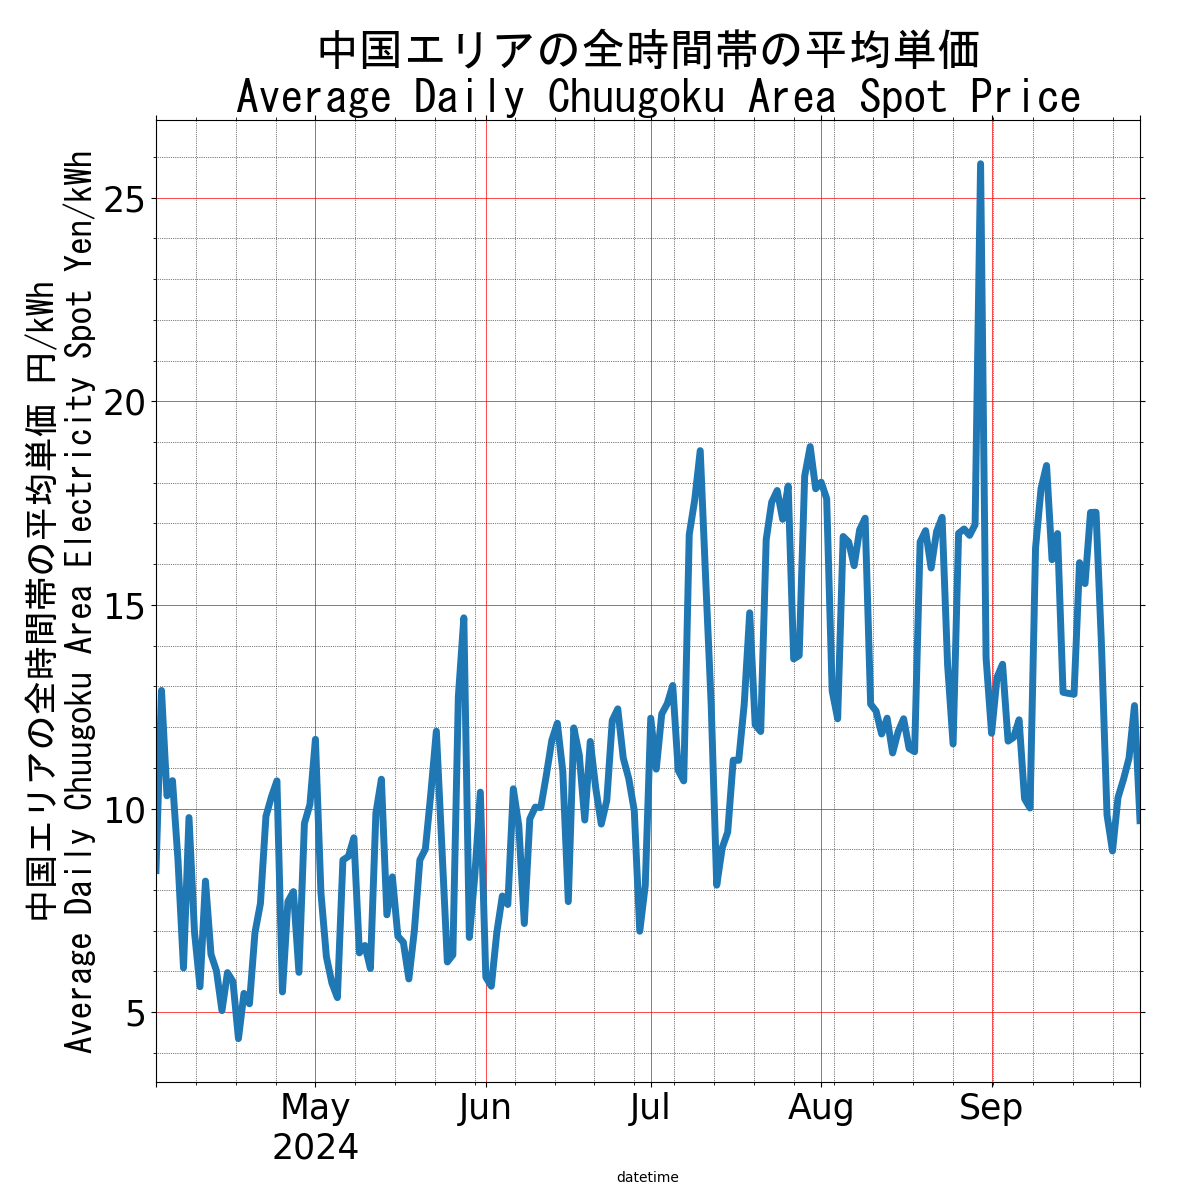 中国エリアの全時間帯の平均単価
Average Daily Chuugoku Area Spot Price
中国エリアの全時間帯の平均単価 円/kWh
Average Daily Chuugoku Area Electricity Spot Yen/kWh
25
20
15
10
5
May
2024
Jun
Jul
Aug
Sep
datetime